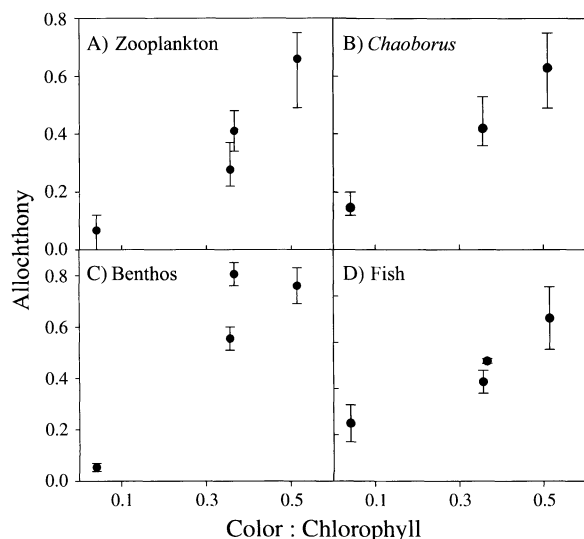 0.8
A) Zooplankton
B) Chaoborus
0.6
0.4
0.2
0.0
Allochthony
C) Benthos
D) Fish
0.8
0.6
0.4
0.2
0.0
0.1 0.3 0.5 0.1 0.3 0.5
Color : Chlorophyll